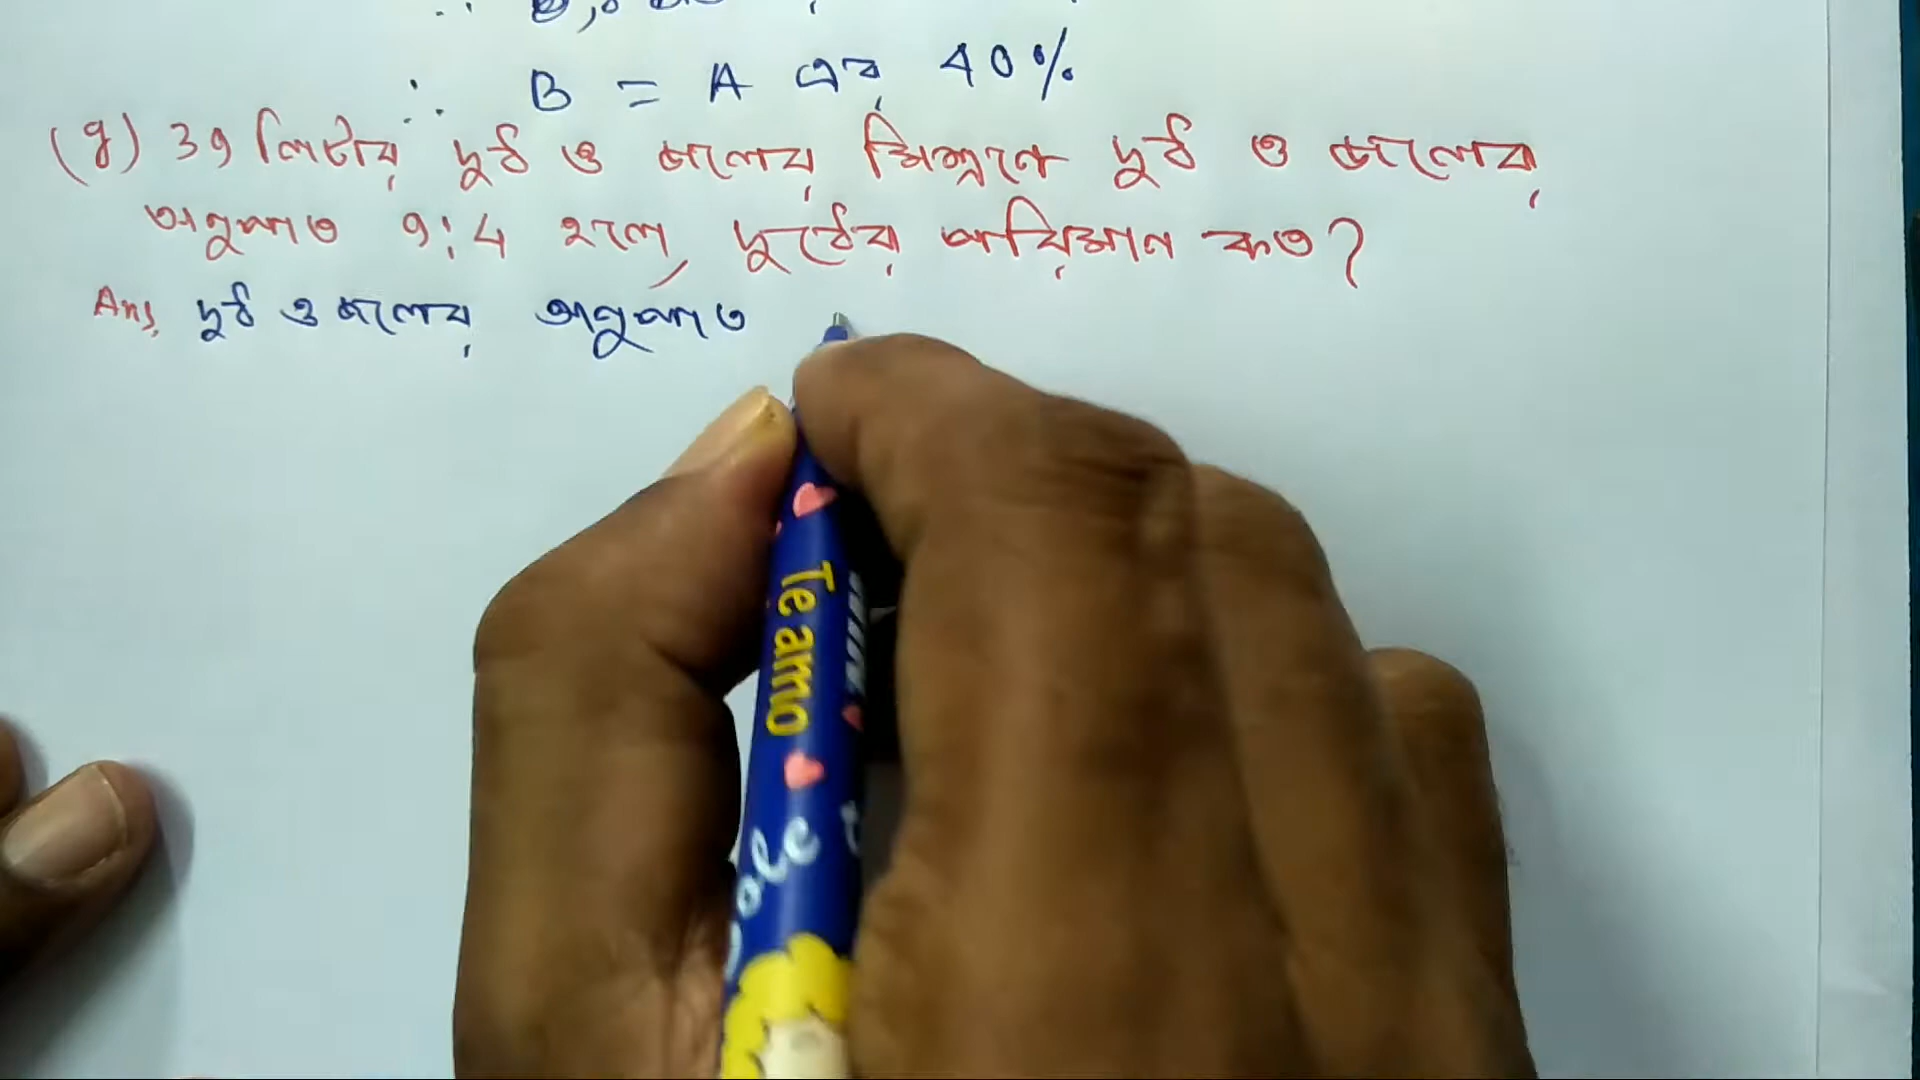 ∴ B = A এর 40%
(g) 39 লিটার দুধ ও জলের মিশ্রণে দুধ ও জলের
অনুপাত 9:4 হলে, দুধের পরিমান কত?
Ans, দুধ ও জলের অনুপাত
Te amo